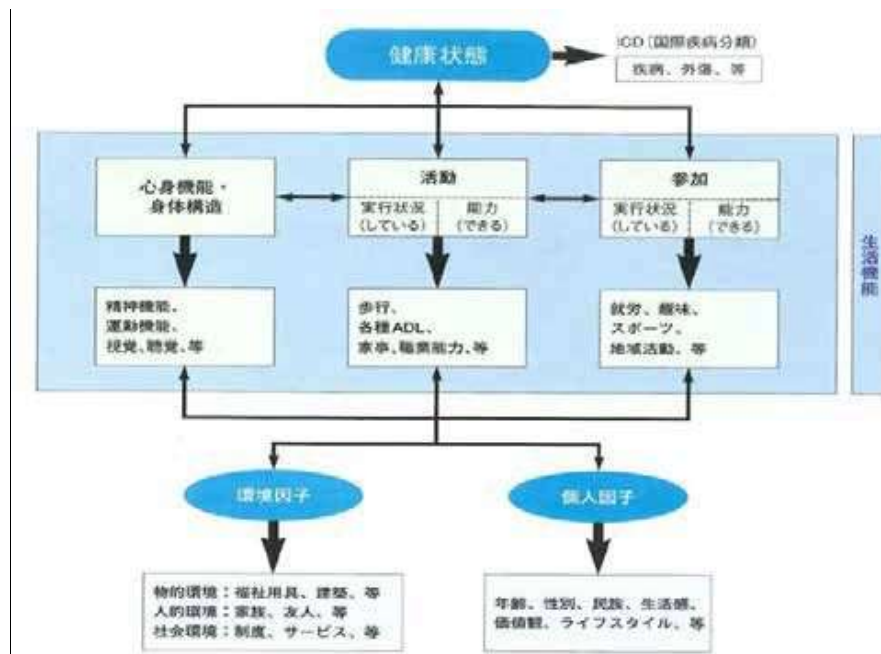 健康状態
ICD（国際疾病分類）
疾病、外傷、等
心身機能・
身体構造
活動
実行状況
（している）
能力
（できる）
参加
実行状況
（している）
能力
（できる）
生活機能
精神機能、
運動機能、
視覚、聴覚、等
歩行、
各種ADL、
家事、職業能力、等
就労、趣味、
スポーツ、
地域活動、等
環境因子
個人因子
物的環境：福祉用具、建築、等
人的環境：家族、友人、等
社会環境：制度、サービス、等
年齢、性別、民族、生活感、
価値観、ライフスタイル、等